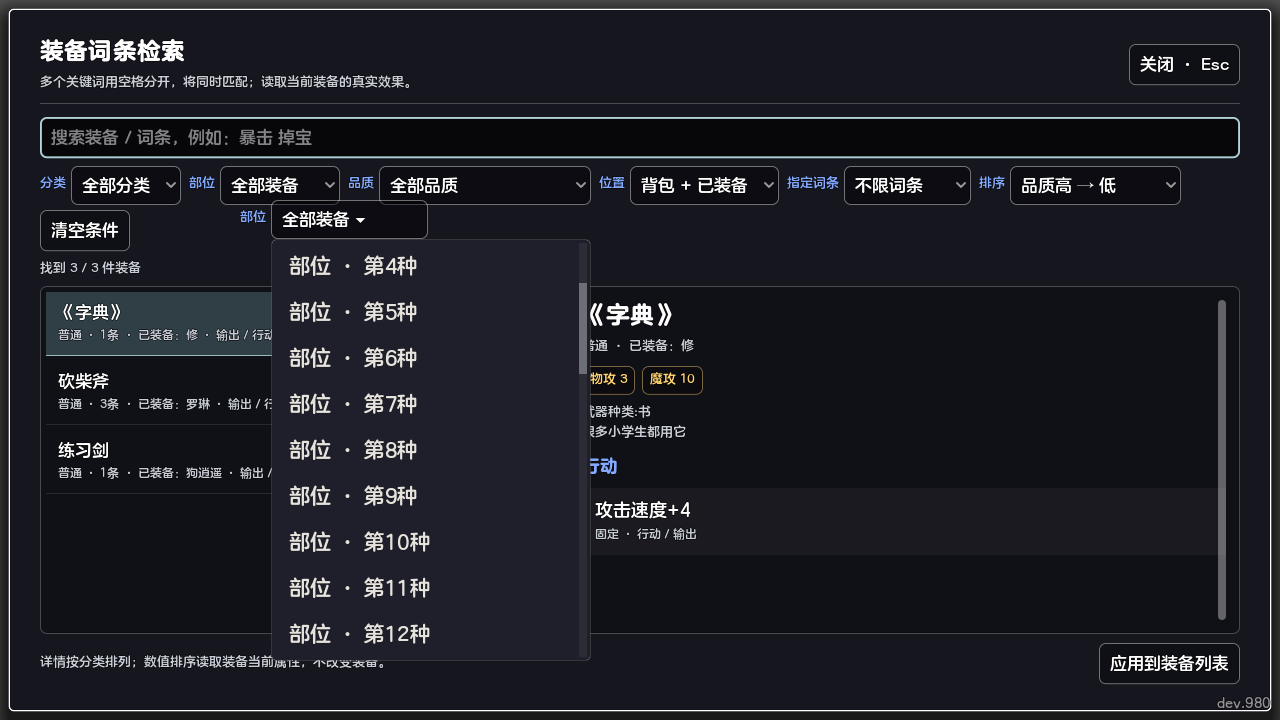 装备词条检索
多个关键词用空格分开，将同时匹配；读取当前装备的真实效果。
关闭 · Esc
搜索装备 / 词条，例如：暴击 掉宝
分类 全部分类 部位 全部装备 品质 全部品质 位置 背包 + 已装备 指定词条 不限词条 排序 品质高 → 低
清空条件 部位 全部装备
找到 3 / 3 件装备
《字典》
普通 · 1条 · 已装备：修 · 输出 / 行动
砍柴斧
普通 · 3条 · 已装备：罗琳 · 输出 / 行
练习剑
普通 · 1条 · 已装备：狗逍遥 · 输出 /
部位 · 第4种
部位 · 第5种
部位 · 第6种
部位 · 第7种
部位 · 第8种
部位 · 第9种
部位 · 第10种
部位 · 第11种
部位 · 第12种
《字典》
普通 · 已装备：修
物攻 3 魔攻 10
武器种类:书
很多小学生都用它
行动
攻击速度+4
固定 · 行动 / 输出
详情按分类排列；数值排序读取装备当前属性，不改变装备。
应用到装备列表
dev.980